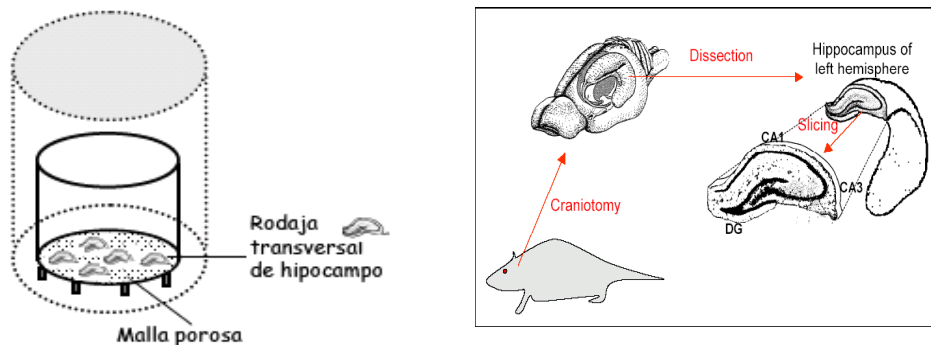 Rodaja
transversal
de hipocampo
Malla porosa
Dissection
Hippocampus of
left hemisphere
Slicing
CA1
CA3
DG
Craniotomy